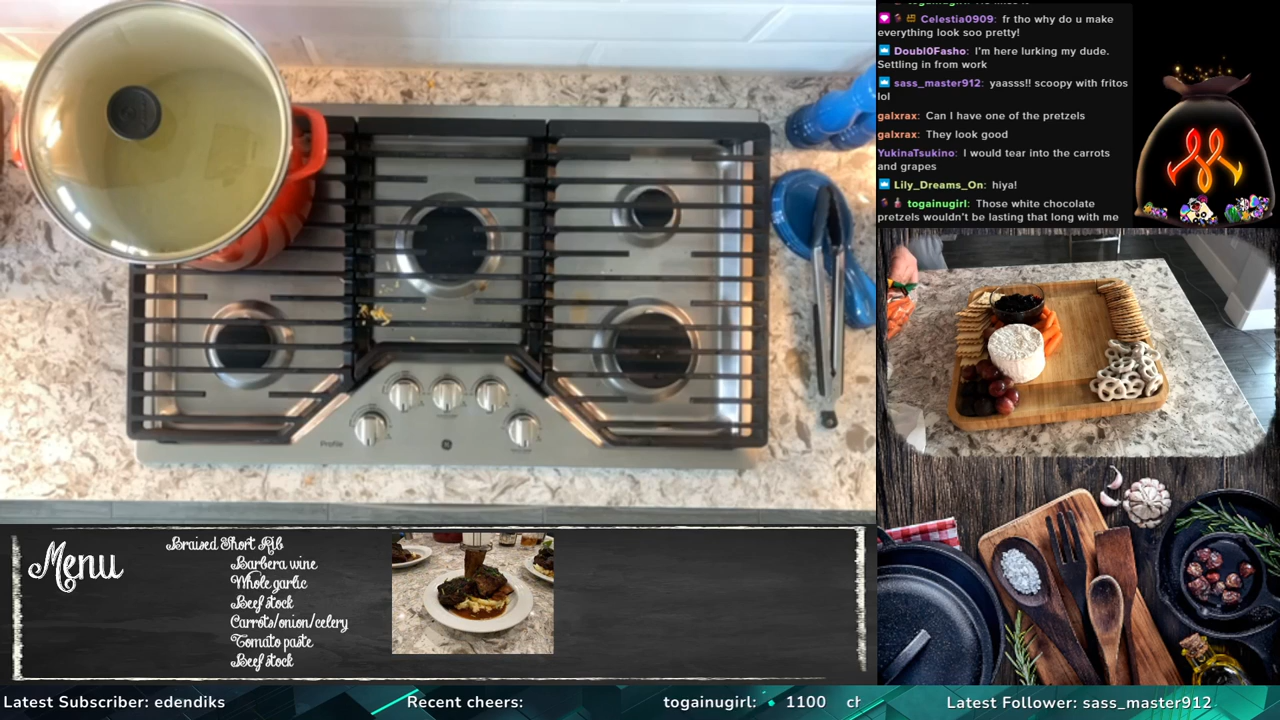 Celestia0909: fr tho why do u make
everything look soo pretty!
Doubl0Fasho: I'm here lurking my dude.
Settling in from work
sass_master912: yaasss!! scoopy with fritos
lol
galxrax: Can I have one of the pretzels
galxrax: They look good
YukinaTsukino: I would tear into the carrots
and grapes
Lily_Dreams_On: hiya!
togainugirl: Those white chocolate
pretzels wouldn't be lasting that long with me
Profile
Menu
Braised Short Rib
Barbera wine
Whole garlic
Beef stock
Carrots/onion/celery
Tomato paste
Beef stock
Latest Subscriber: edendiks
Recent cheers:
togainugirl: 1100 ch
Latest Follower: sass_master912